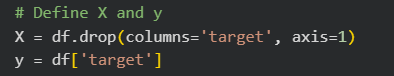 # Define X and y
X = df.drop(columns='target', axis=1)
y = df['target']